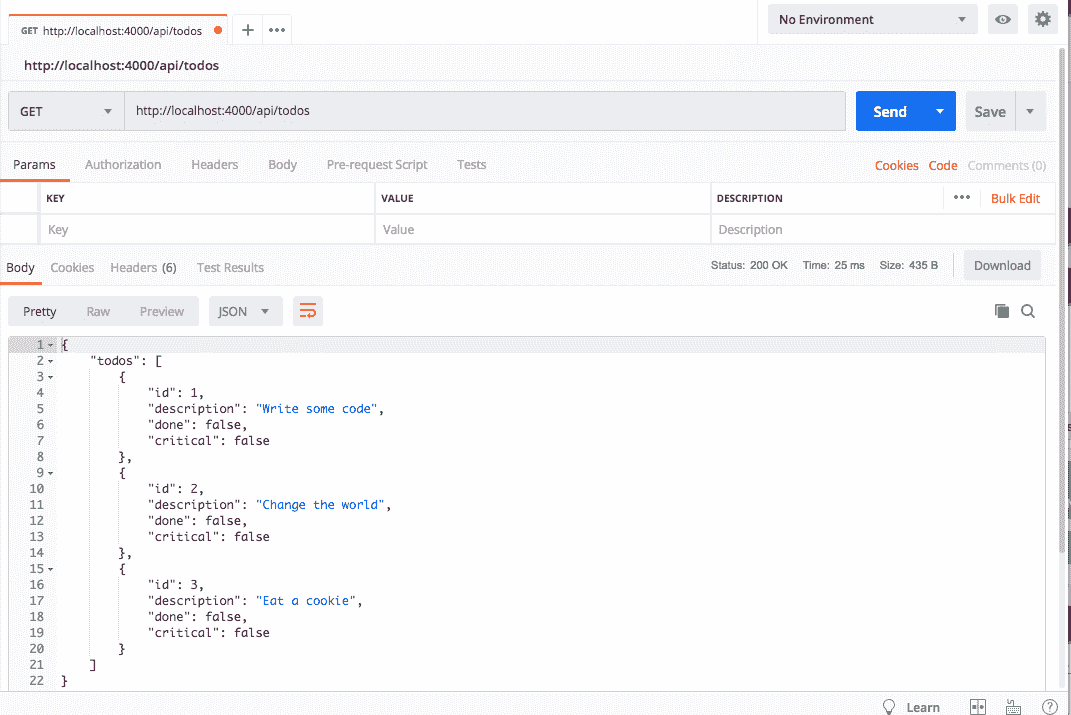 GET http://localhost:4000/api/todos + ••• No Environment
http://localhost:4000/api/todos
GET http://localhost:4000/api/todos Send Save
Params Authorization Headers Body Pre-request Script Tests Cookies Code Comments (0)
KEY VALUE DESCRIPTION ••• Bulk Edit
Key Value Description
Body Cookies Headers (6) Test Results Status: 200 OK Time: 25 ms Size: 435 B Download
Pretty Raw Preview JSON
1 {
2 "todos": [
3 {
4 "id": 1,
5 "description": "Write some code",
6 "done": false,
7 "critical": false
8 },
9 {
10 "id": 2,
11 "description": "Change the world",
12 "done": false,
13 "critical": false
14 },
15 {
16 "id": 3,
17 "description": "Eat a cookie",
18 "done": false,
19 "critical": false
20 }
21 ]
22 }
Learn ?